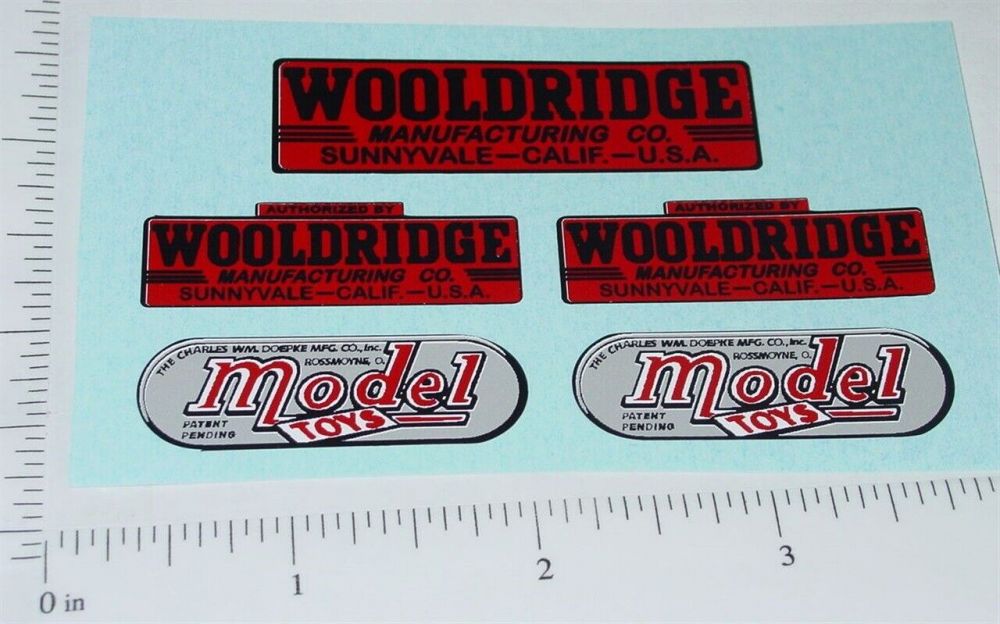 WOOLDRIDGE
MANUFACTURING CO.
SUNNYVALE—CALIF.—U.S.A.
AUTHORIZED BY
WOOLDRIDGE
MANUFACTURING CO.
SUNNYVALE—CALIF.—U.S.A.
AUTHORIZED BY
WOOLDRIDGE
MANUFACTURING CO.
SUNNYVALE—CALIF.—U.S.A.
THE CHARLES WM. DOEPKE MFG. CO., Inc.
ROSSMOYNE, O.
Model
TOYS
PATENT
PENDING
THE CHARLES WM. DOEPKE MFG. CO., Inc.
ROSSMOYNE, O.
Model
TOYS
PATENT
PENDING
0 in 1 2 3